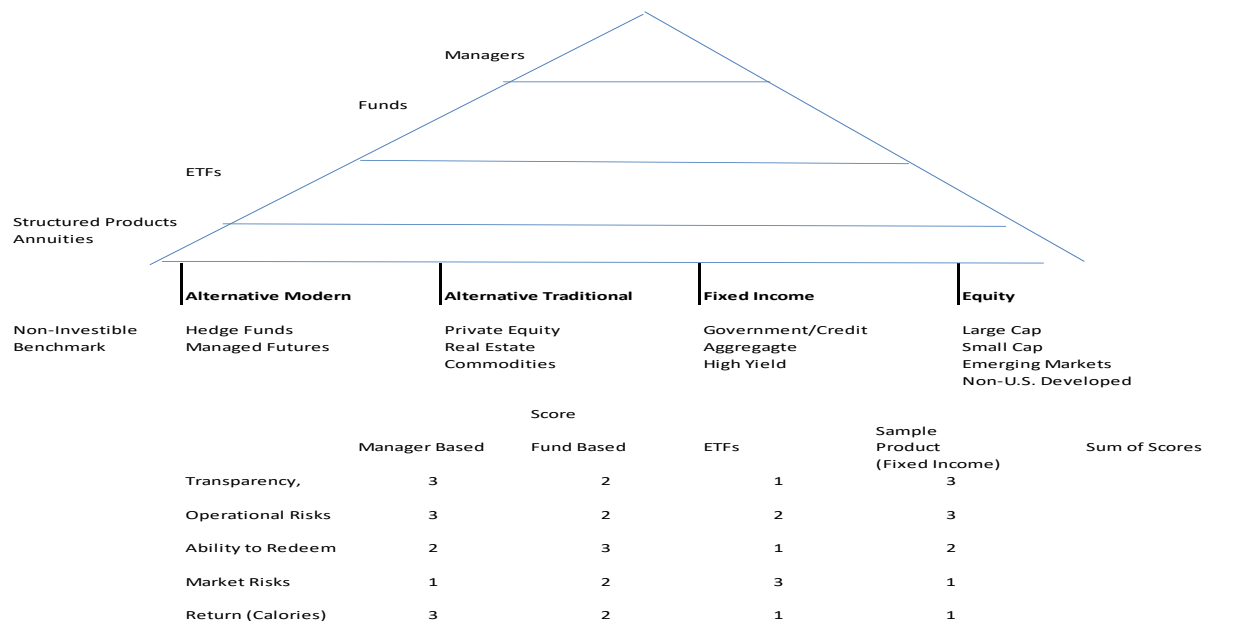 Managers
Funds
ETFs
Structured Products
Annuities
Alternative Modern Alternative Traditional Fixed Income Equity
Non-Investible Hedge Funds Private Equity Government/Credit Large Cap
Benchmark Managed Futures Real Estate Aggregagte Small Cap
Commodities High Yield Emerging Markets
Non-U.S. Developed
Score
Sample
Manager Based Fund Based ETFs Product Sum of Scores
(Fixed Income)
Transparency, 3 2 1 3
Operational Risks 3 2 2 3
Ability to Redeem 2 3 1 2
Market Risks 1 2 3 1
Return (Calories) 3 2 1 1